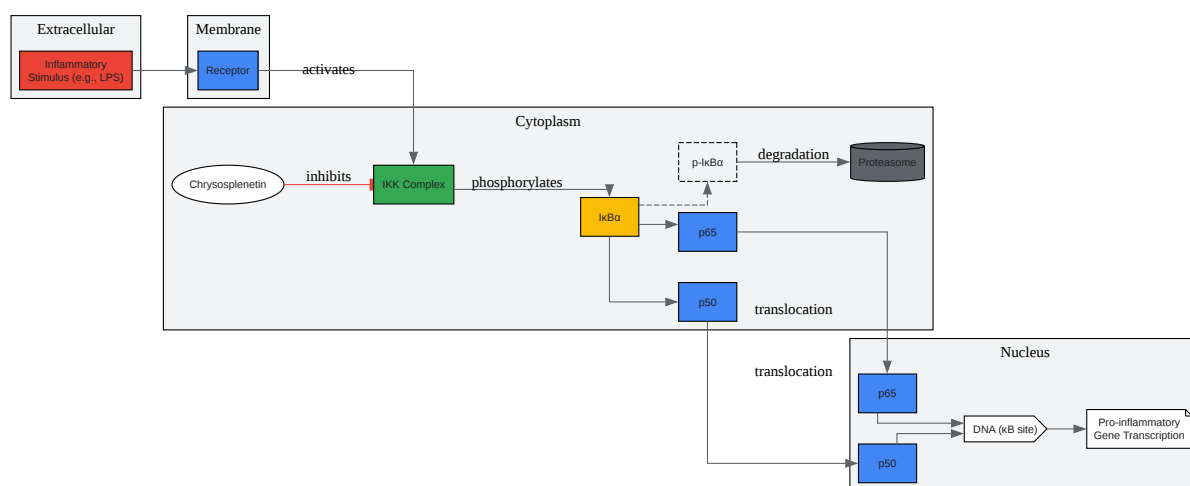 Extracellular
Membrane
Inflammatory
Stimulus (e.g., LPS)
Receptor
activates
Cytoplasm
Chrysosplenetin
inhibits
IKK Complex
phosphorylates
p-IκBα
degradation
Proteasome
IκBα
p65
p50
translocation
translocation
Nucleus
p65
DNA (κB site)
Pro-inflammatory
Gene Transcription
p50